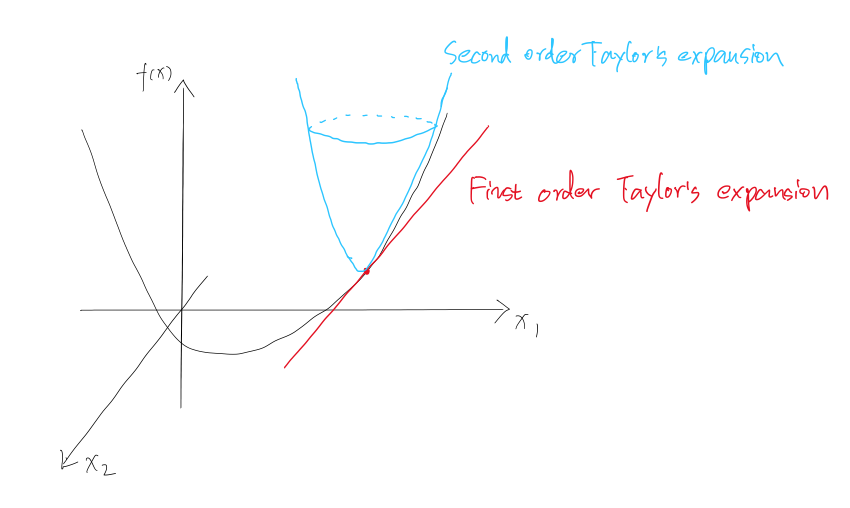 Second order Taylor's expansion
f(x)
First order Taylor's expansion
x₁
x₂